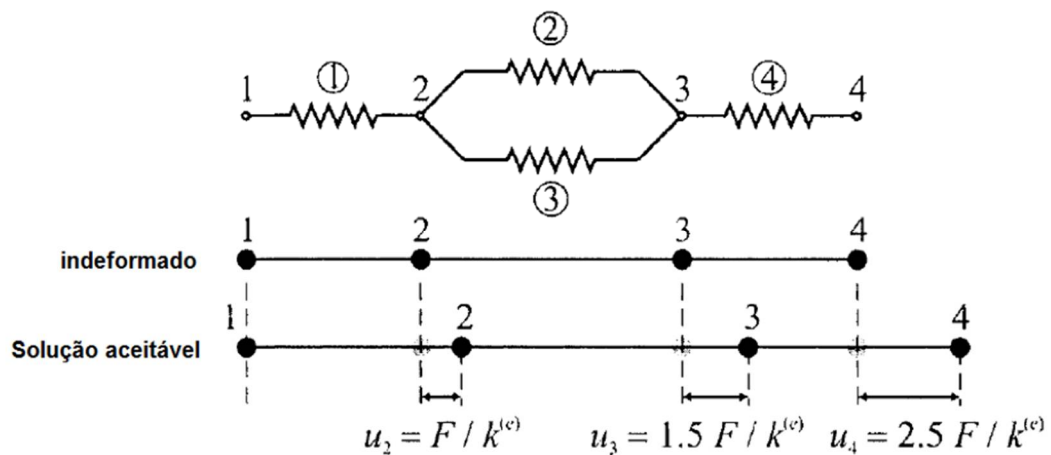 ② 
1 ① 2 3 ④ 4
③
1 2 3 4
indeformado
1 2 3 4
Solução aceitável
u₂ = F / k⁽ᵉ⁾ u₃ = 1.5 F / k⁽ᵉ⁾ u₄ = 2.5 F / k⁽ᵉ⁾